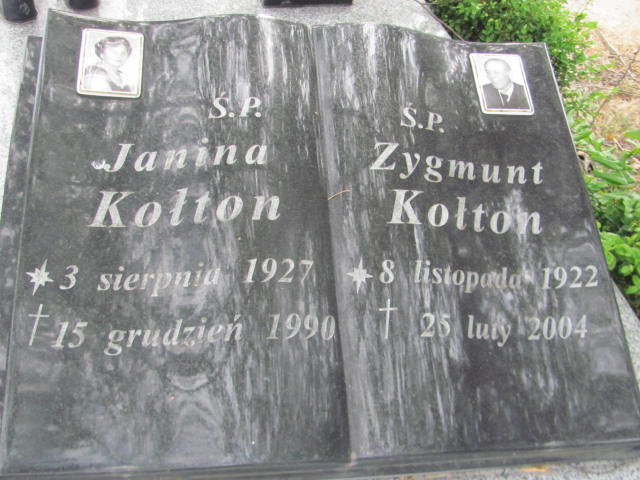 Ś.P.
Janina
Kołton
3 sierpnia 1927
15 grudzień 1990
Ś.P.
Zygmunt
Kołton
8 listopada 1922
25 luty 2004